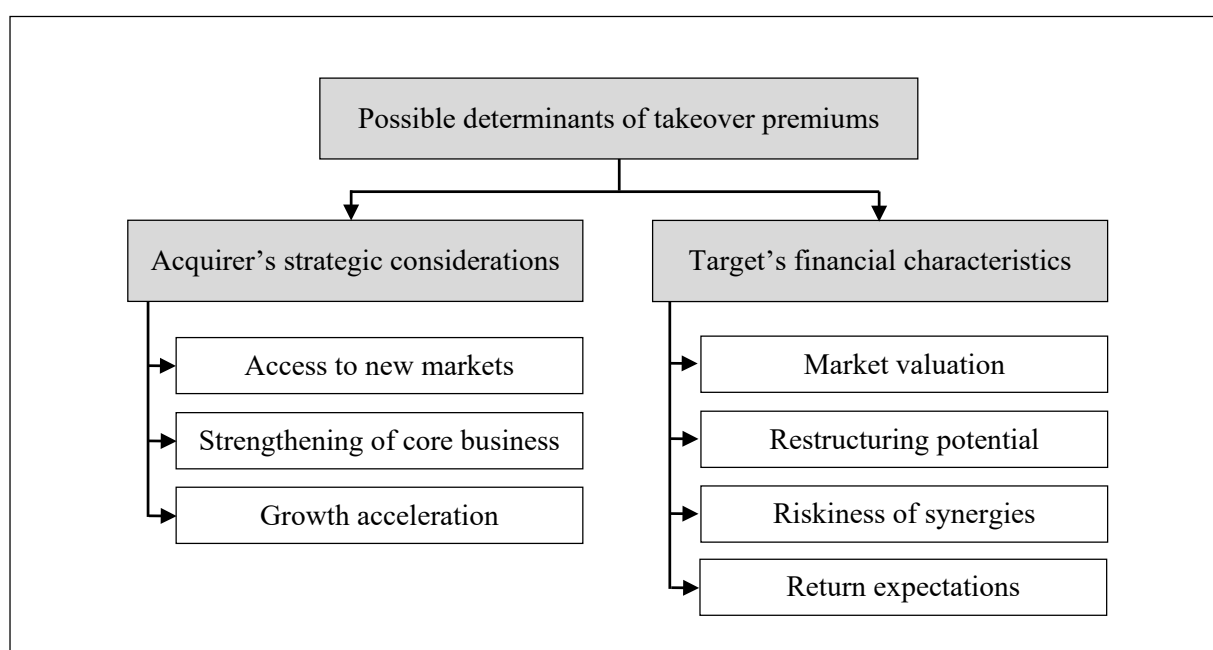 Possible determinants of takeover premiums
Acquirer’s strategic considerations
Access to new markets
Strengthening of core business
Growth acceleration
Target’s financial characteristics
Market valuation
Restructuring potential
Riskiness of synergies
Return expectations